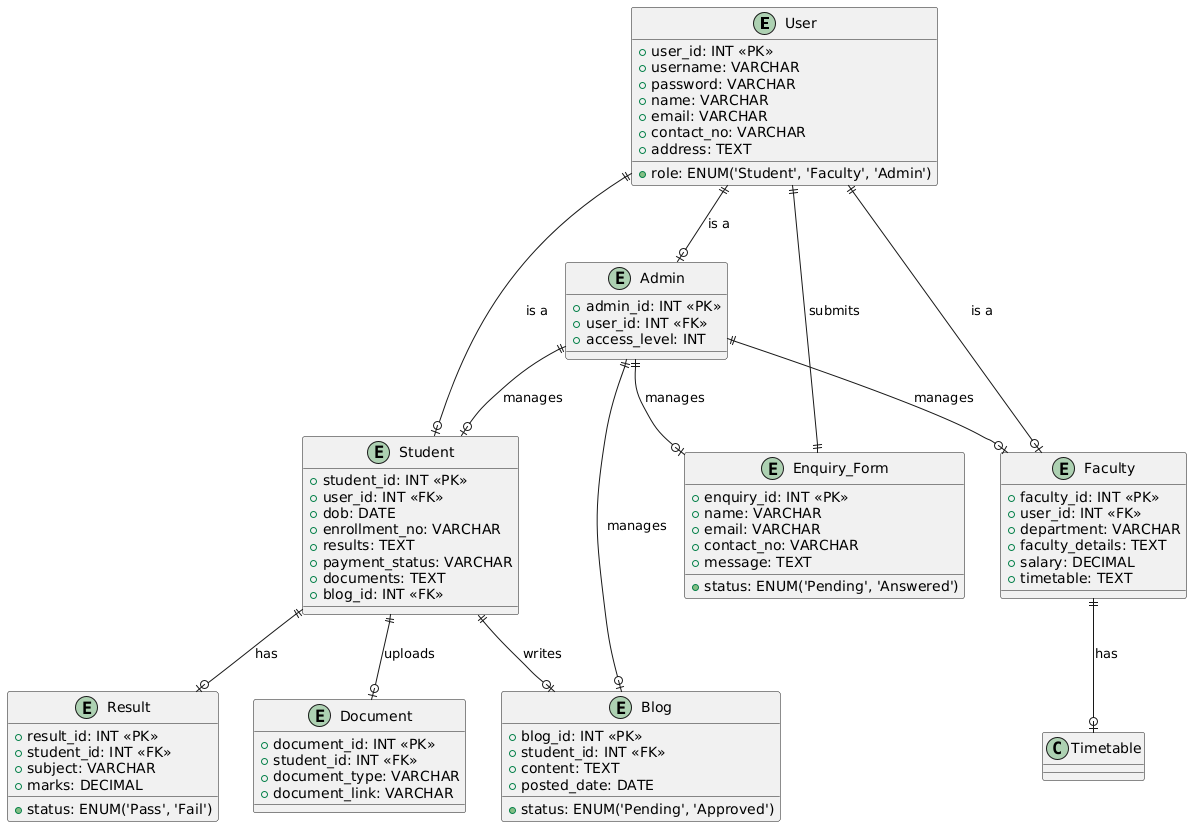 E User
user_id: INT «PK»
username: VARCHAR
password: VARCHAR
name: VARCHAR
email: VARCHAR
contact_no: VARCHAR
address: TEXT
role: ENUM('Student', 'Faculty', 'Admin')
is a
E Admin
admin_id: INT «PK»
user_id: INT «FK»
access_level: INT
is a
submits
is a
manages
manages
manages
E Student
student_id: INT «PK»
user_id: INT «FK»
dob: DATE
enrollment_no: VARCHAR
results: TEXT
payment_status: VARCHAR
documents: TEXT
blog_id: INT «FK»
manages
E Enquiry_Form
enquiry_id: INT «PK»
name: VARCHAR
email: VARCHAR
contact_no: VARCHAR
message: TEXT
status: ENUM('Pending', 'Answered')
E Faculty
faculty_id: INT «PK»
user_id: INT «FK»
department: VARCHAR
faculty_details: TEXT
salary: DECIMAL
timetable: TEXT
has
uploads
writes
has
E Result
result_id: INT «PK»
student_id: INT «FK»
subject: VARCHAR
marks: DECIMAL
status: ENUM('Pass', 'Fail')
E Document
document_id: INT «PK»
student_id: INT «FK»
document_type: VARCHAR
document_link: VARCHAR
E Blog
blog_id: INT «PK»
student_id: INT «FK»
content: TEXT
posted_date: DATE
status: ENUM('Pending', 'Approved')
C Timetable